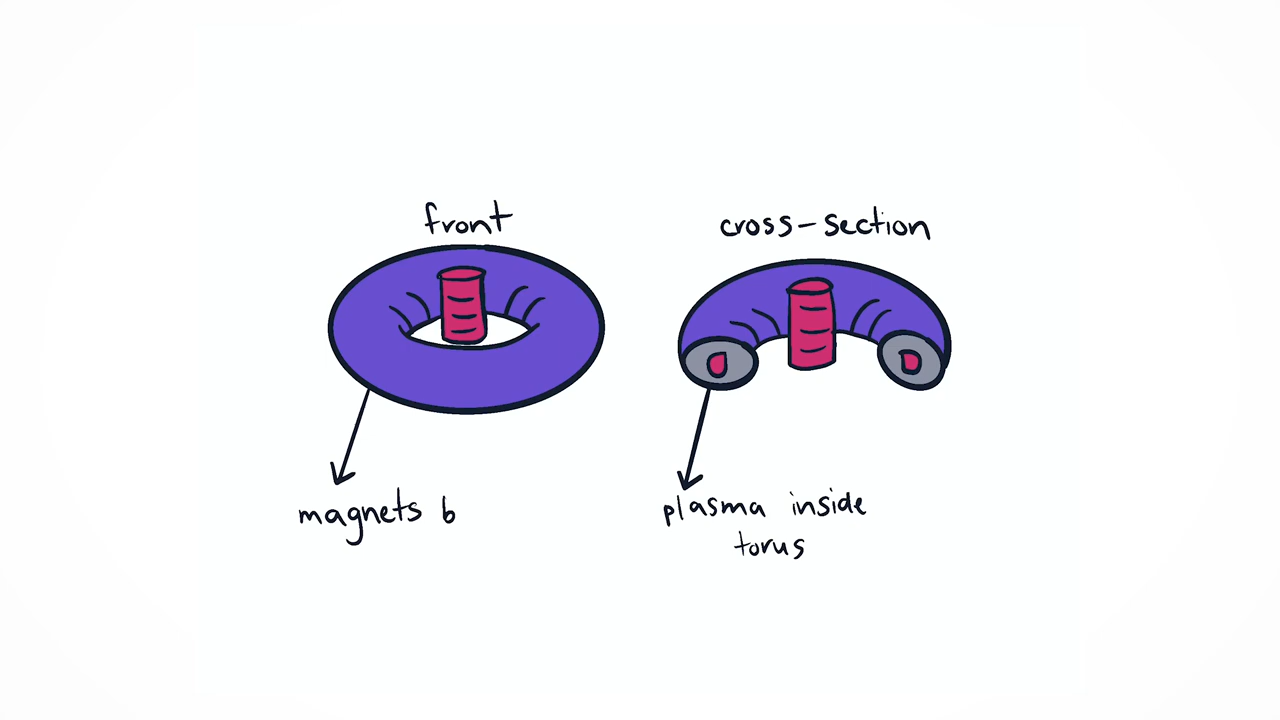 front
cross-section
magnets b
plasma inside
torus